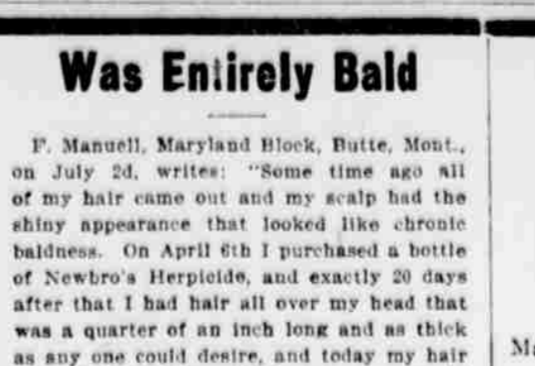 Was Entirely Bald
F. Manuell, Maryland Block, Butte, Mont.,
on July 2d, writes: "Some time ago all
of my hair came out and my scalp had the
shiny appearance that looked like chronic
baldness. On April 6th I purchased a bottle
of Newbro's Herpicide, and exactly 20 days
after that I had hair all over my head that
was a quarter of an inch long and as thick
as any one could desire, and today my hair